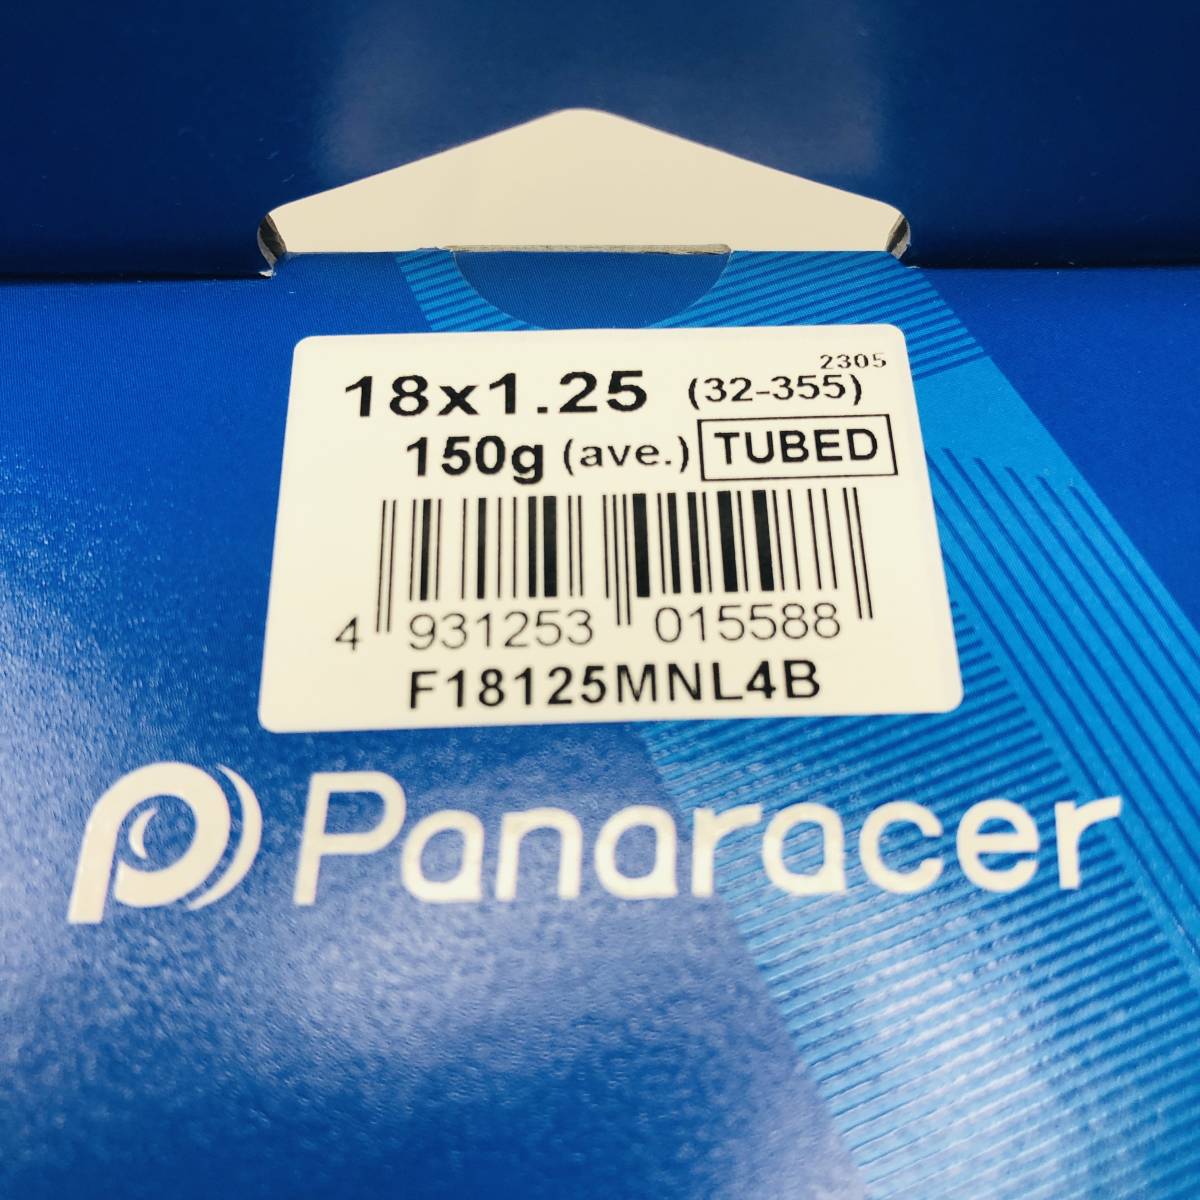 2305
18x1.25 (32-355)
150g (ave.) TUBED
4 931253 015588
F18125MNL4B
Panaracer